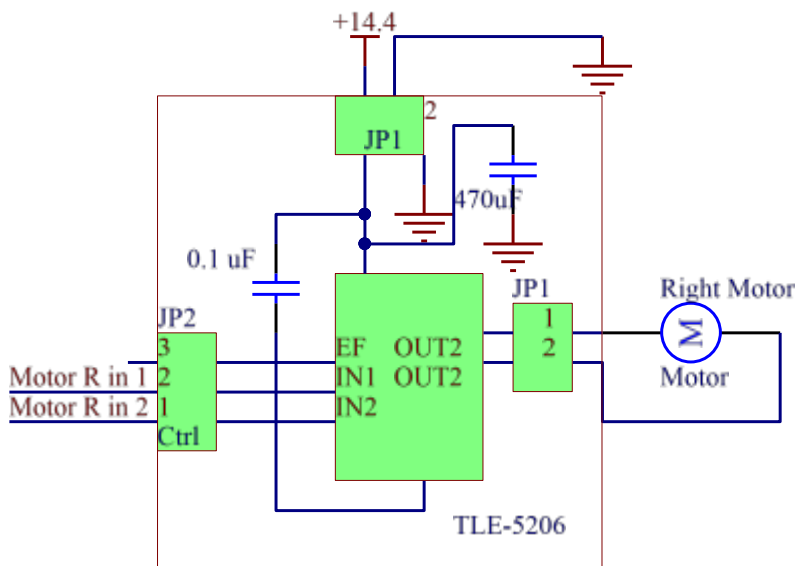 +14.4
2
JP1
470uF
0.1 uF
JP1
Right Motor
JP2
1
M
3
EF
OUT2
2
Motor R in 1
2
IN1
OUT2
Motor
Motor R in 2
1
IN2
Ctrl
TLE-5206